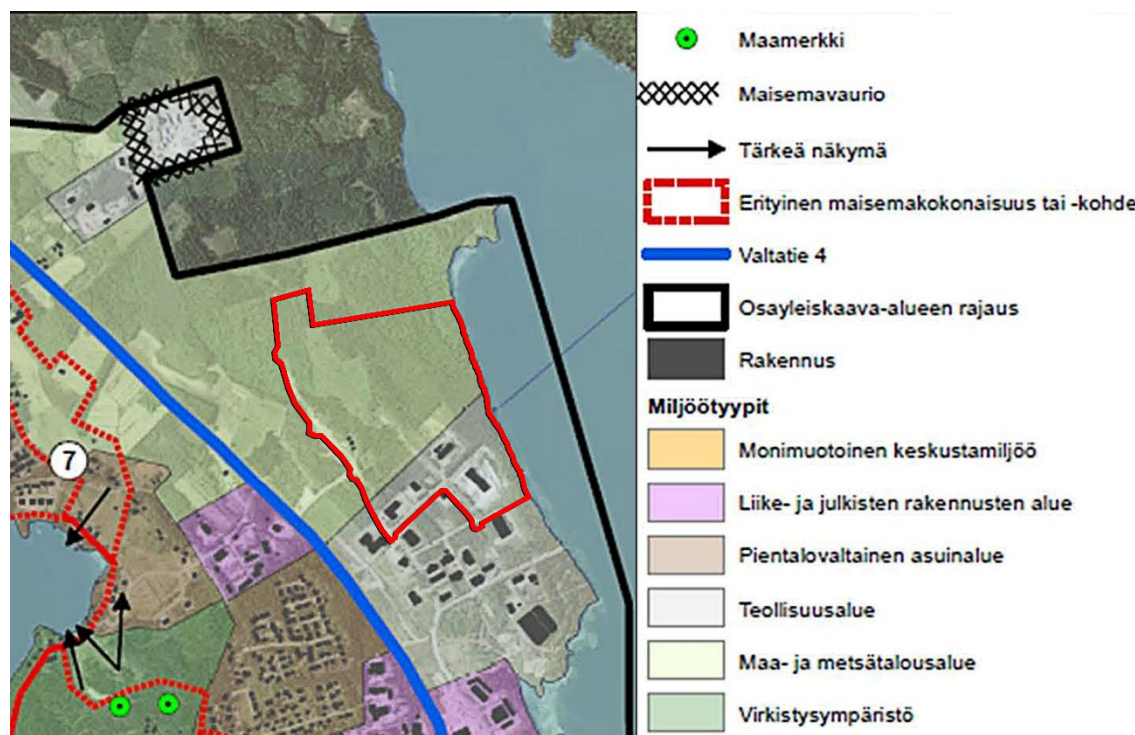 Maamerkki
Maisemavaurio
Tärkeä näkymä
Erityinen maisemakokonaisuus tai -kohde
Valtatie 4
Osayleiskaava-alueen rajaus
Rakennus
Miljöötyypit
Monimuotoinen keskustamiljöö
Liike- ja julkisten rakennusten alue
Pientalovaltainen asuinalue
Teollisuusalue
Maa- ja metsätalousalue
Virkistysympäristö
7